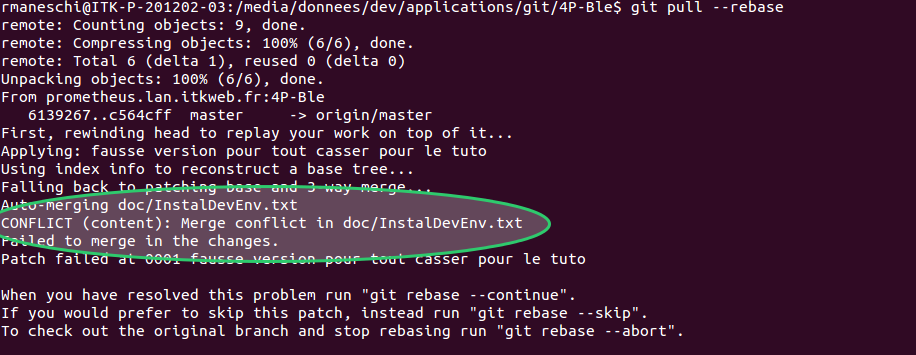 rmaneschi@ITK-P-201202-03:/media/donnees/dev/applications/git/4P-Ble$ git pull --rebase
remote: Counting objects: 9, done.
remote: Compressing objects: 100% (6/6), done.
remote: Total 6 (delta 1), reused 0 (delta 0)
Unpacking objects: 100% (6/6), done.
From prometheus.lan.itkweb.fr:4P-Ble
   6139267..c564cff  master     -> origin/master
First, rewinding head to replay your work on top of it...
Applying: fausse version pour tout casser pour le tuto
Using index info to reconstruct a base tree...
Falling back to patching base and 3-way merge...
Auto-merging doc/InstalDevEnv.txt
CONFLICT (content): Merge conflict in doc/InstalDevEnv.txt
Failed to merge in the changes.
Patch failed at 0001 fausse version pour tout casser pour le tuto

When you have resolved this problem run "git rebase --continue".
If you would prefer to skip this patch, instead run "git rebase --skip".
To check out the original branch and stop rebasing run "git rebase --abort".